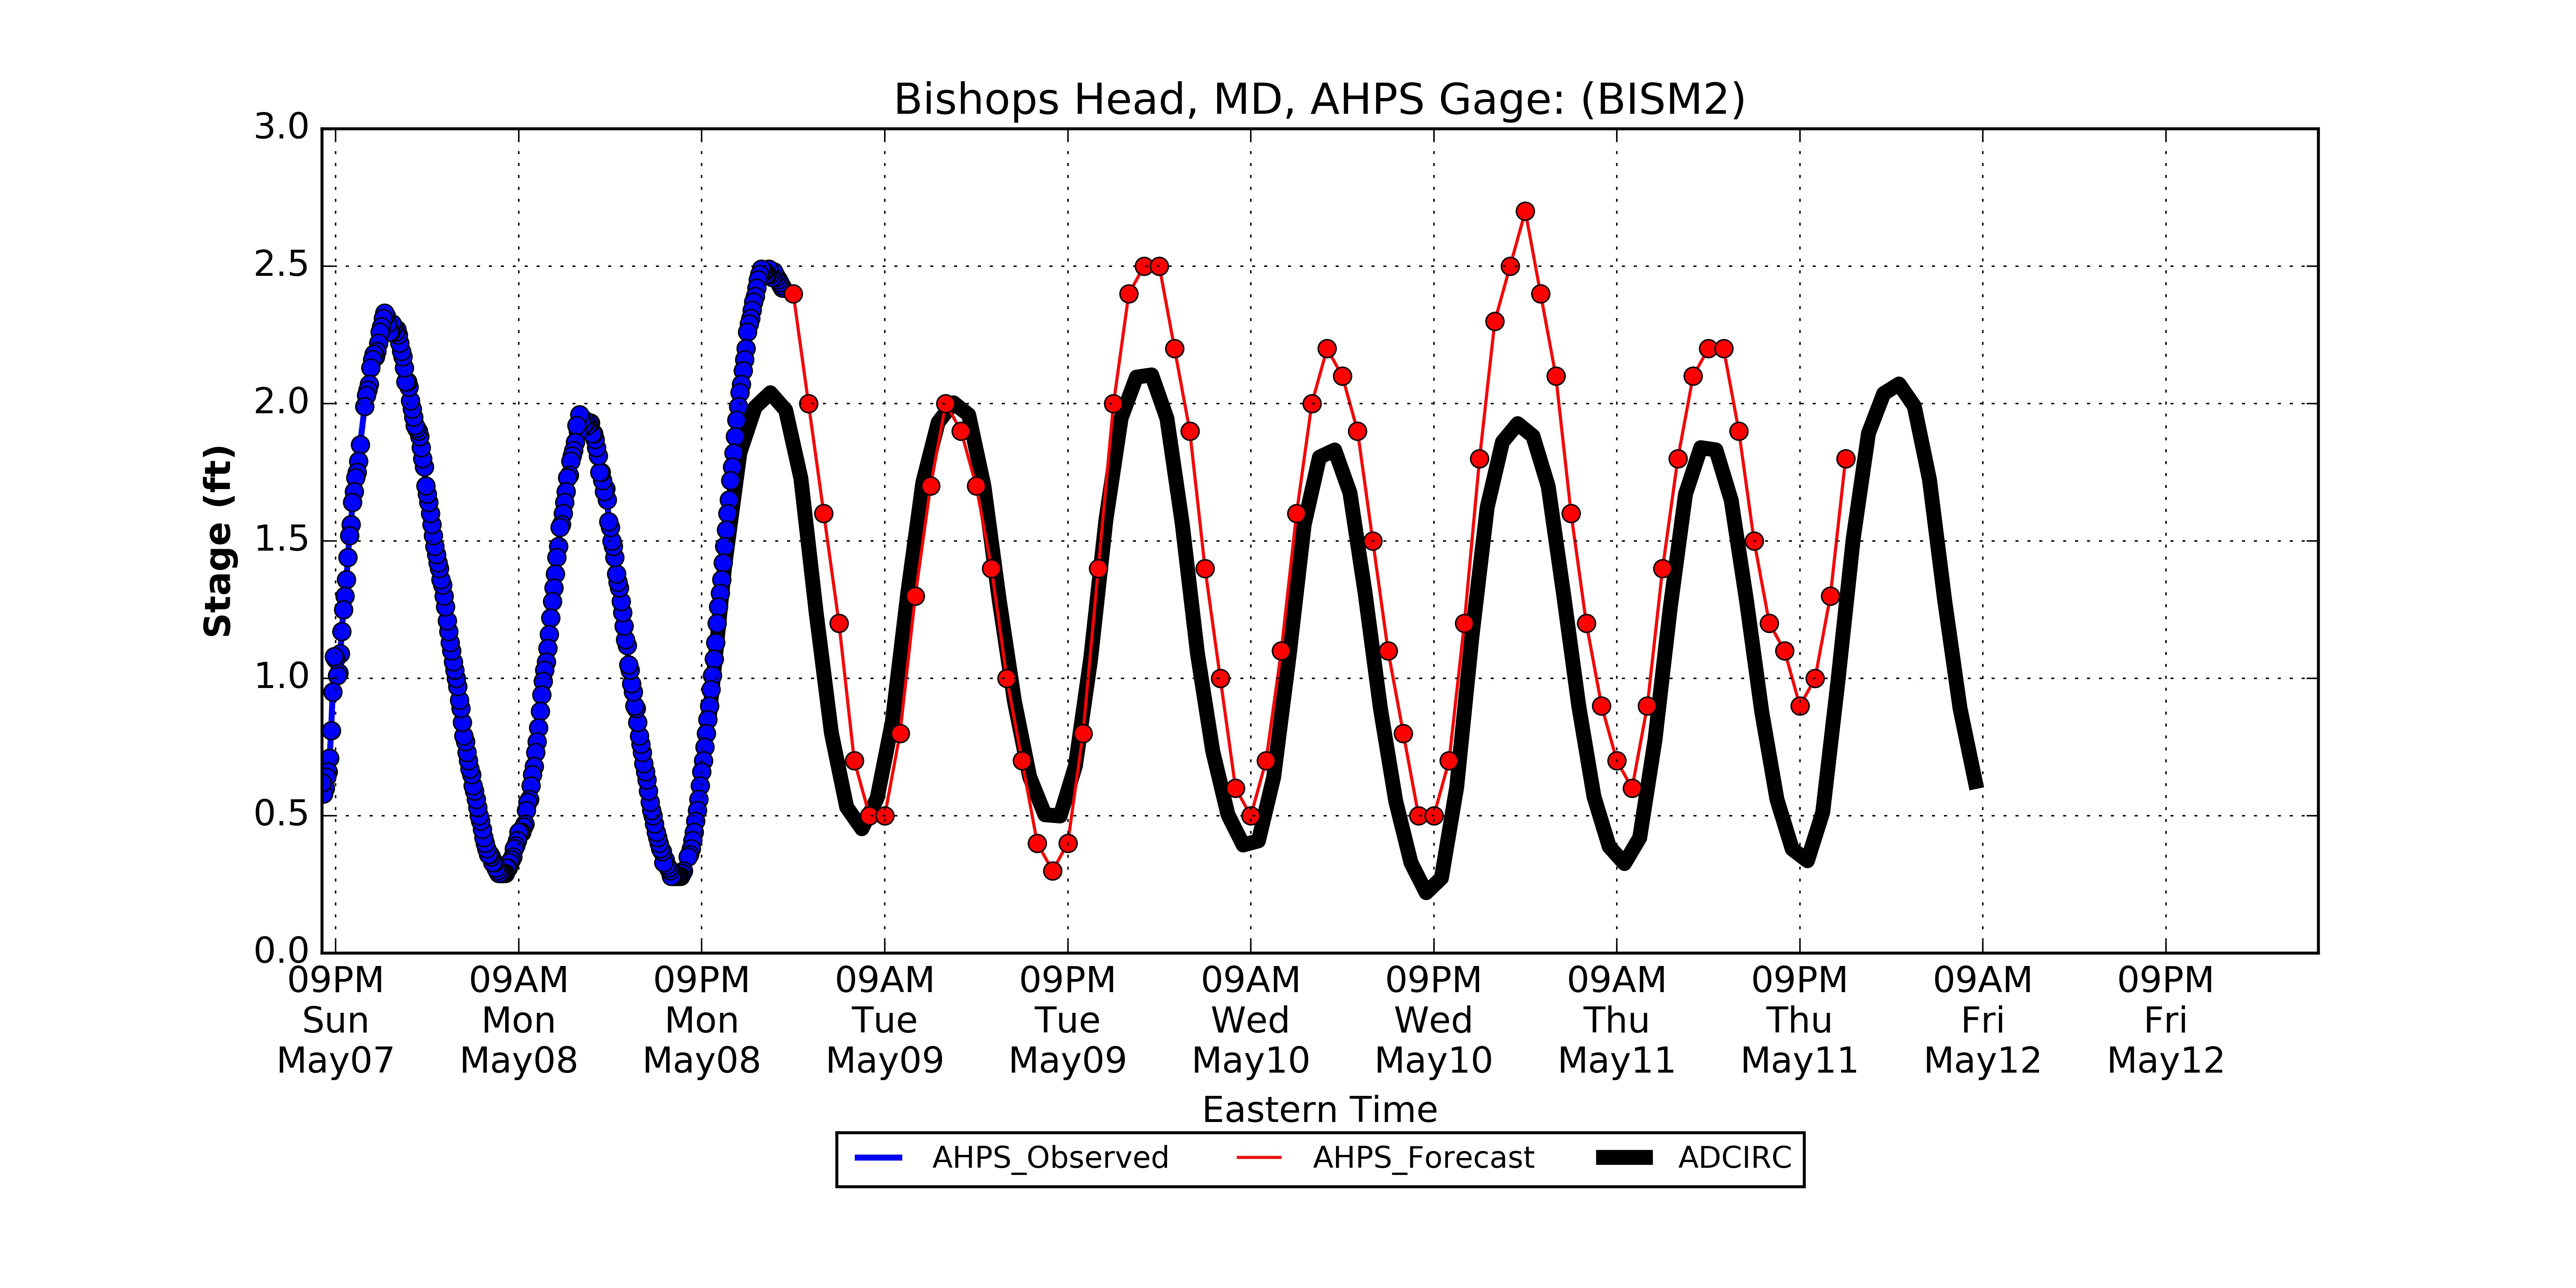 Bishops Head, MD, AHPS Gage: (BISM2)
3.0
2.5
2.0
1.5
1.0
0.5
0.0
Stage (ft)
09PM 09AM 09PM 09AM 09PM 09AM 09PM 09AM 09PM 09AM 09PM
Sun Mon Mon Tue Tue Wed Wed Thu Thu Fri Fri
May07 May08 May08 May09 May09 May10 May10 May11 May11 May12 May12
Eastern Time
AHPS_Observed AHPS_Forecast ADCIRC